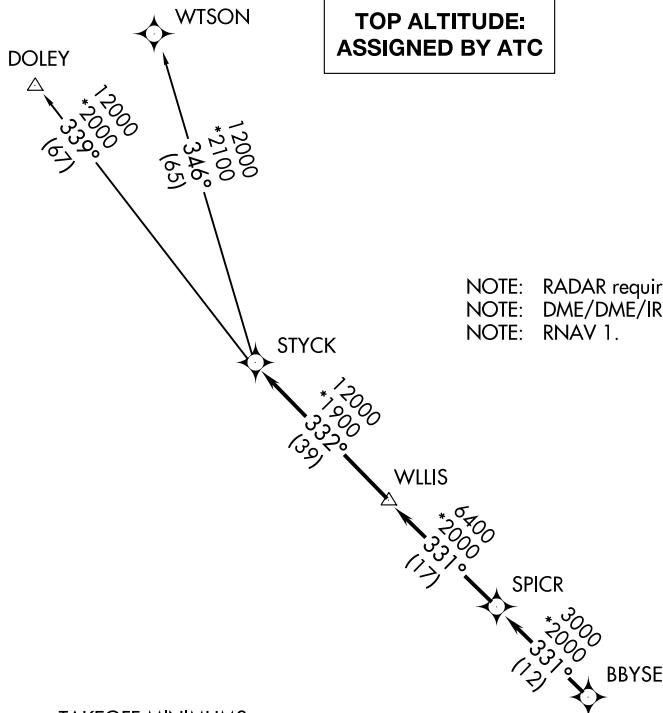 WTSON
TOP ALTITUDE:
ASSIGNED BY ATC
DOLEY
12000
*2000
339°
(67)
12000
*2100
346°
(65)
NOTE: RADAR
NOTE: DME/DME/
NOTE: RNAV 1.
STYCK
12000
*1900
332°
(39)
WLLIS
6400
*2000
331°
(17)
SPICR
3000
*2000
331°
(12)
BBYSE